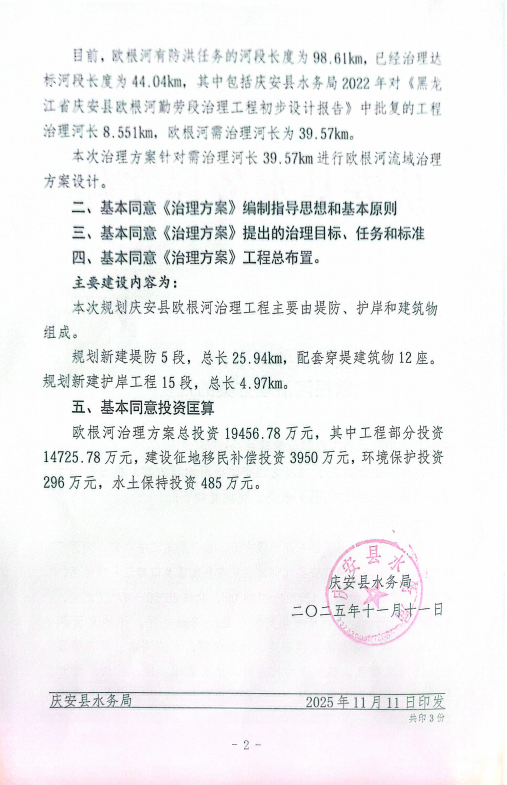 目前，欧根河有防洪任务的河段长度为98.61km，已经治理达
标河段长度为44.04km，其中包括庆安县水务局2022年对《黑龙
江省庆安县欧根河勤劳段治理工程初步设计报告》中批复的工程
治理河长8.551km，欧根河需治理河长为39.57km。
本次治理方案针对需治理河长39.57km进行欧根河流域治理
方案设计。
二、基本同意《治理方案》编制指导思想和基本原则
三、基本同意《治理方案》提出的治理目标、任务和标准
四、基本同意《治理方案》工程总布置。
主要建设内容为：
本次规划庆安县欧根河治理工程主要由堤防、护岸和建筑物
组成。
规划新建堤防5段，总长25.94km，配套穿堤建筑物12座。
规划新建护岸工程15段，总长4.97km。
五、基本同意投资匡算
欧根河治理方案总投资19456.78万元，其中工程部分投资
14725.78万元，建设征地移民补偿投资3950万元，环境保护投资
296万元，水土保持投资485万元。
庆安县水务局
二〇二五年十一月十一日
庆安县水务局 2025年11月11日印发
共印3份
- 2 -